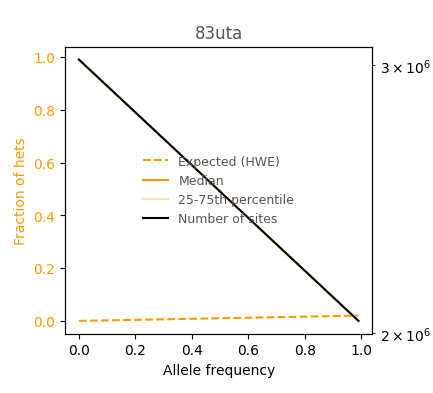 83uta
1.0
0.8
0.6
0.4
0.2
0.0
Fraction of hets
3 × 10⁶
2 × 10⁶
Expected (HWE)
Median
25-75th percentile
Number of sites
0.0 0.2 0.4 0.6 0.8 1.0
Allele frequency